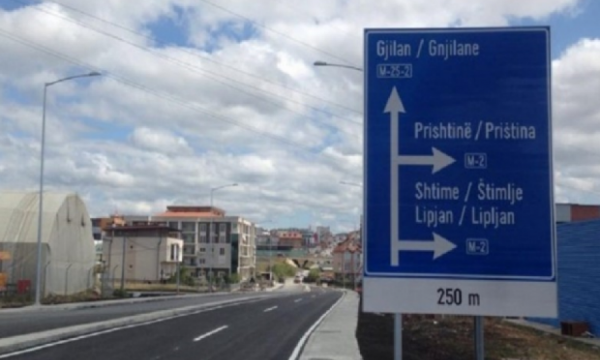 Gjilan / Gnjilane
M-25-2
Prishtinë / Priština
M-2
Shtime / Štimlje
Lipjan / Lipljan
M-2
250 m